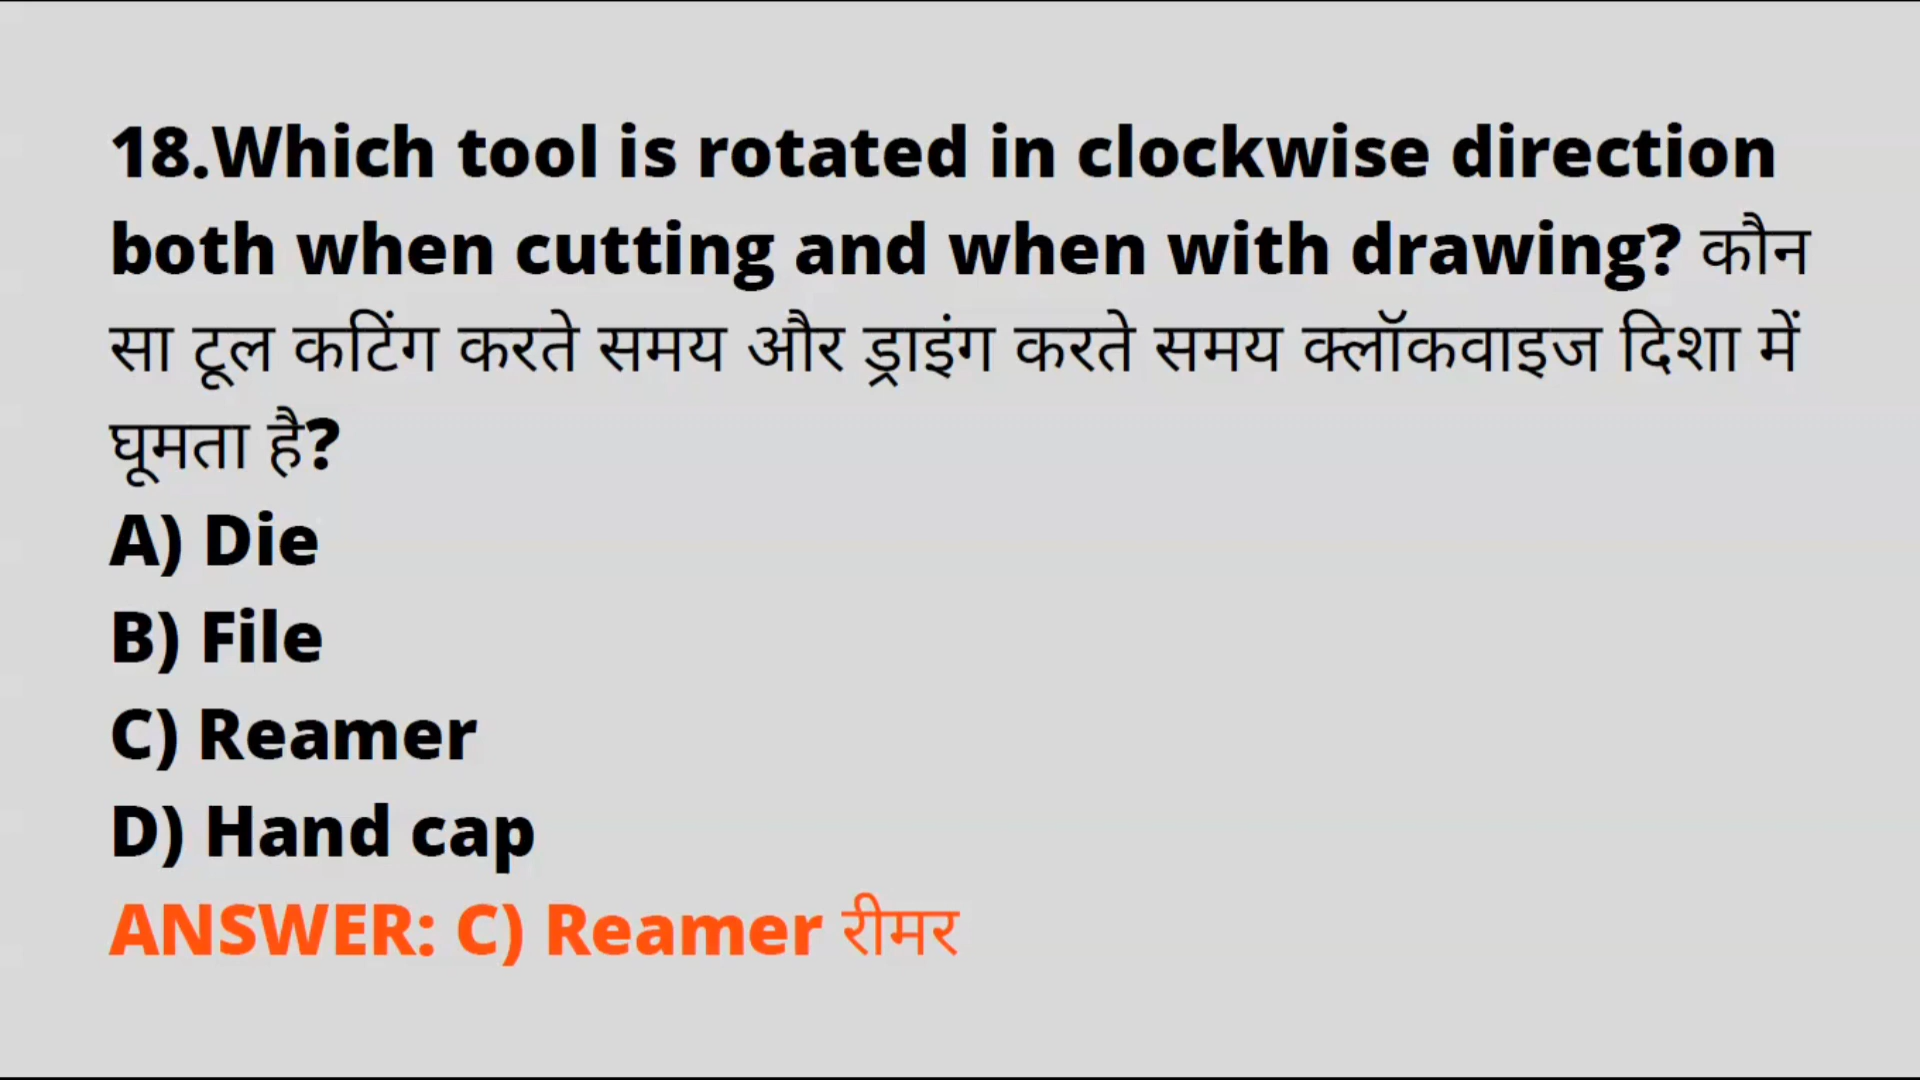 18.Which tool is rotated in clockwise direction
both when cutting and when with drawing? कौन
सा टूल कटिंग करते समय और ड्राइंग करते समय क्लॉकवाइज दिशा में
घूमता है?
A) Die
B) File
C) Reamer
D) Hand cap
ANSWER: C) Reamer रीमर